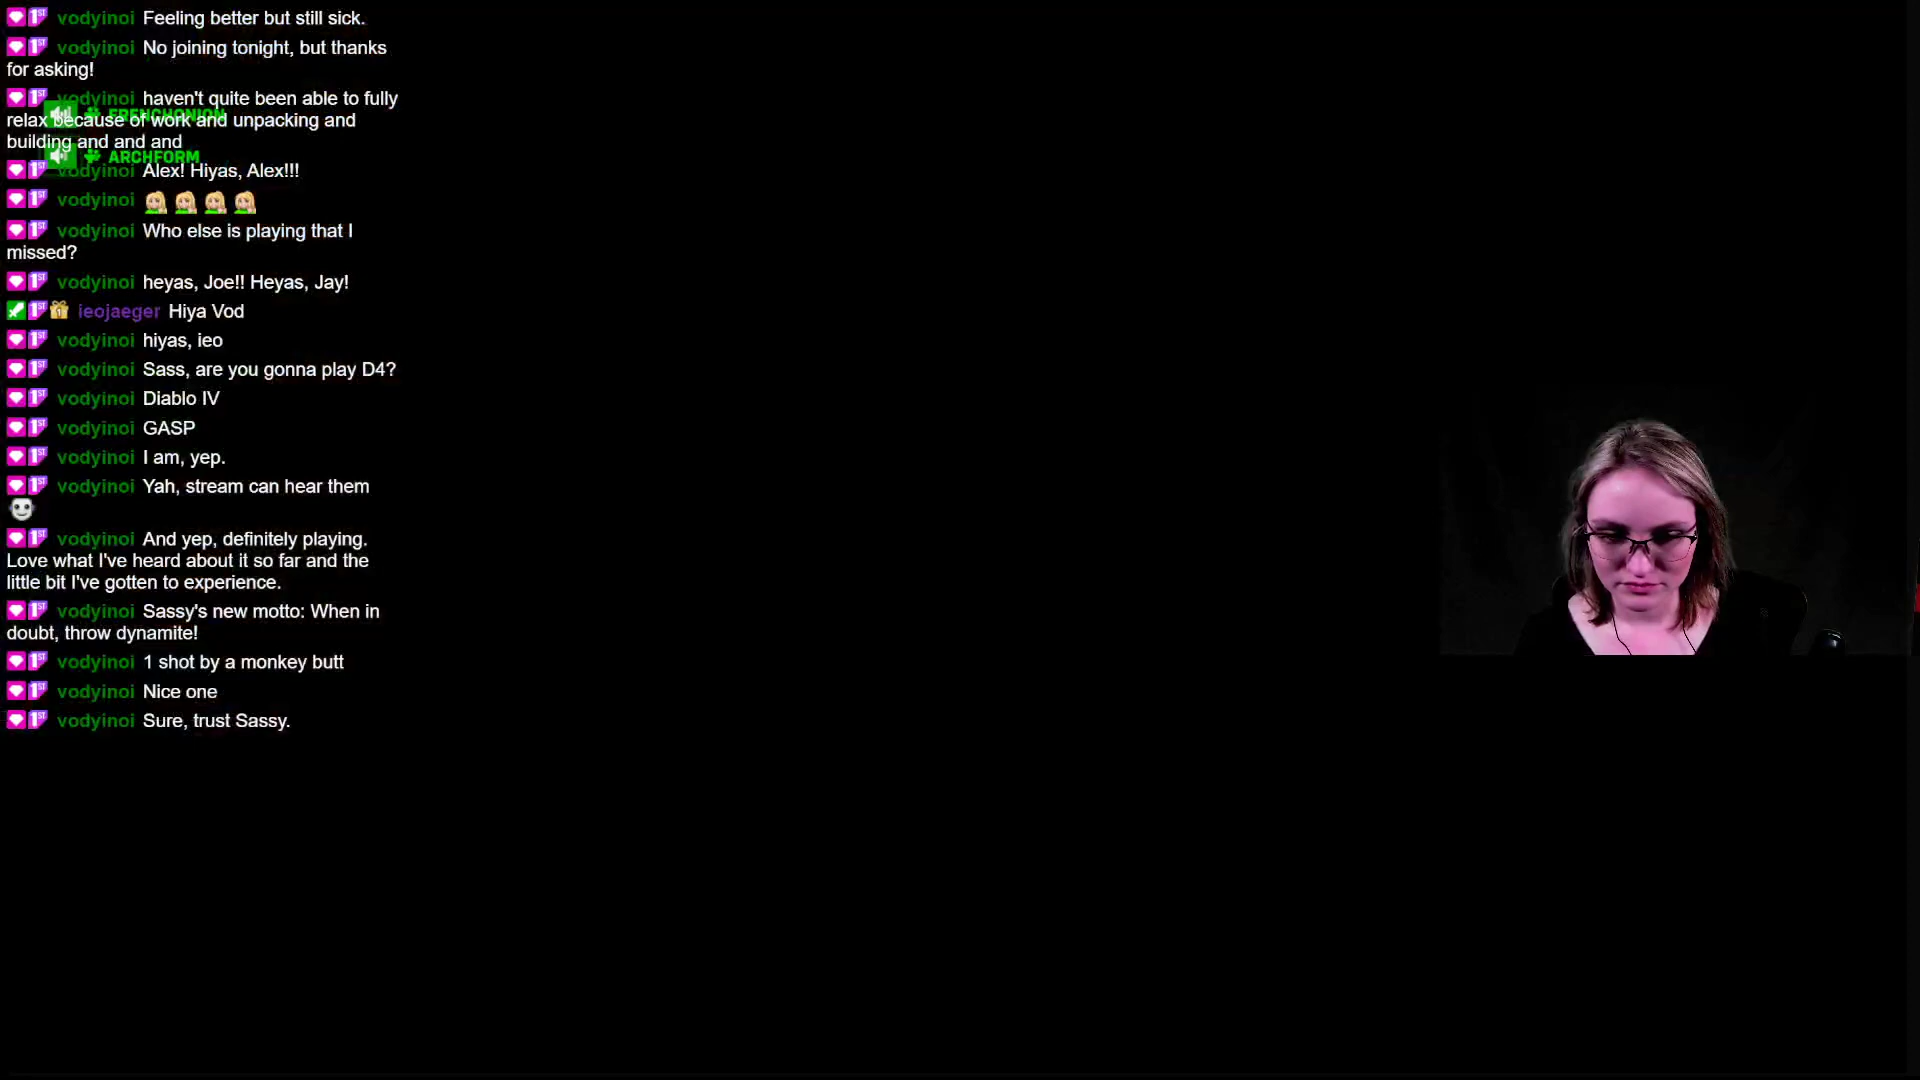 vodyinoi Feeling better but still sick.
vodyinoi No joining tonight, but thanks
for asking!
vodyinoi haven't quite been able to fully
FRENCHONION
relax because of work and unpacking and
building and and and
ARCHFORM
vodyinoi Alex! Hiyas, Alex!!!
vodyinoi
vodyinoi Who else is playing that I
missed?
vodyinoi heyas, Joe!! Heyas, Jay!
ieojaeger Hiya Vod
vodyinoi hiyas, ieo
vodyinoi Sass, are you gonna play D4?
vodyinoi Diablo IV
vodyinoi GASP
vodyinoi I am, yep.
vodyinoi Yah, stream can hear them
vodyinoi And yep, definitely playing.
Love what I've heard about it so far and the
little bit I've gotten to experience.
vodyinoi Sassy's new motto: When in
doubt, throw dynamite!
vodyinoi 1 shot by a monkey butt
vodyinoi Nice one
vodyinoi Sure, trust Sassy.